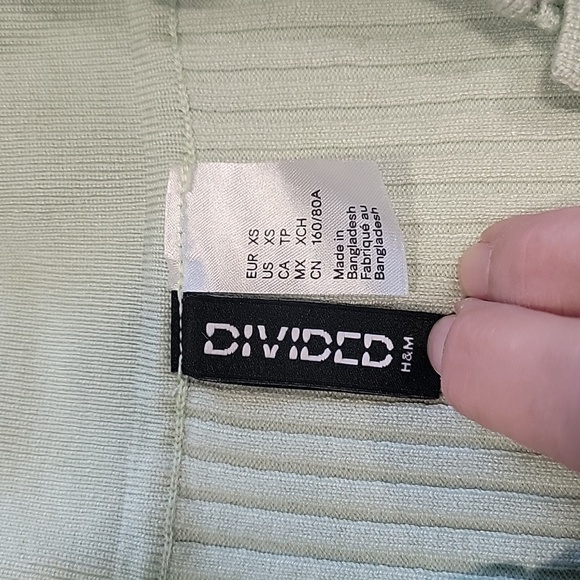 EUR XS
US XS
CA TP
MX XCH
CN 160/80A
Made in
Bangladesh
Fabriqué au
Bangladesh
DIVIDED
H&M